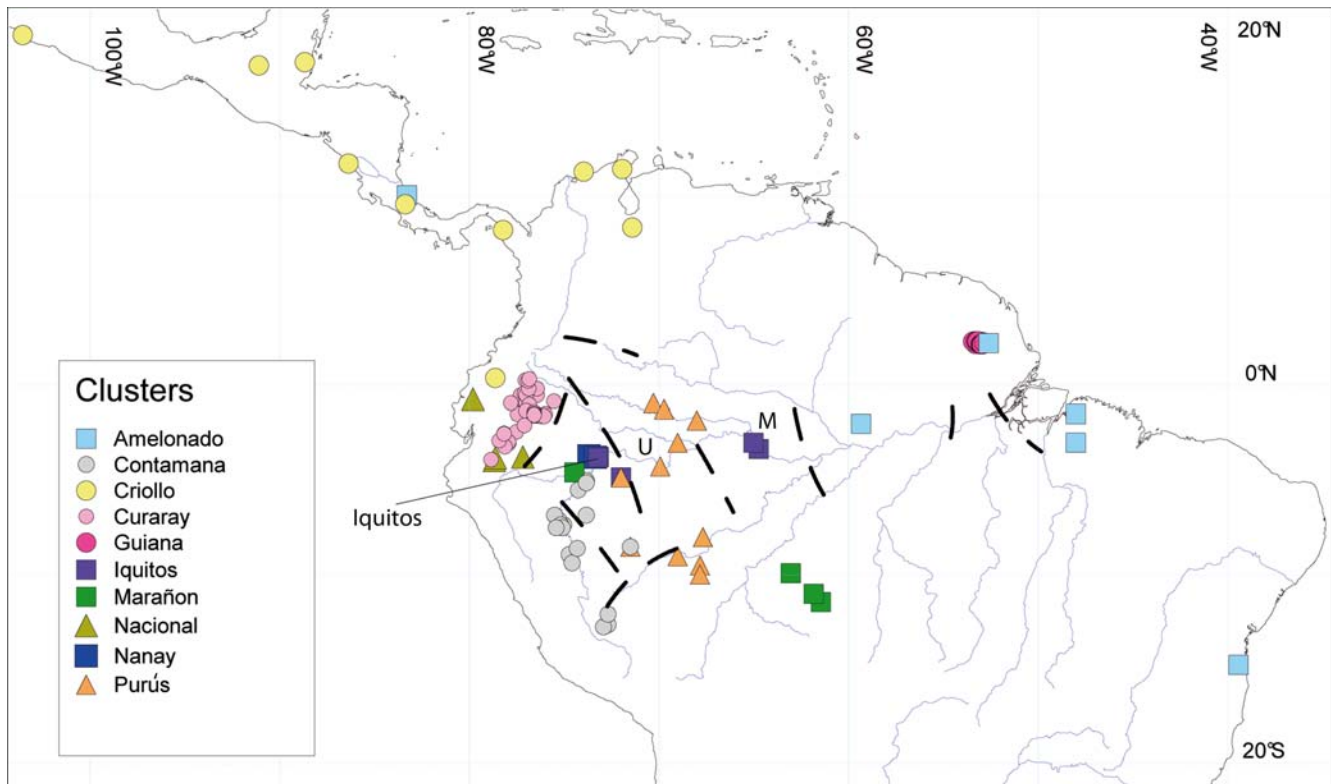 100°W
80°W
60°W
40°W
20°N
0°N
M
U
Iquitos
20°S
Clusters
Amelonado
Contamana
Criollo
Curaray
Guiana
Iquitos
Marañon
Nacional
Nanay
Purús